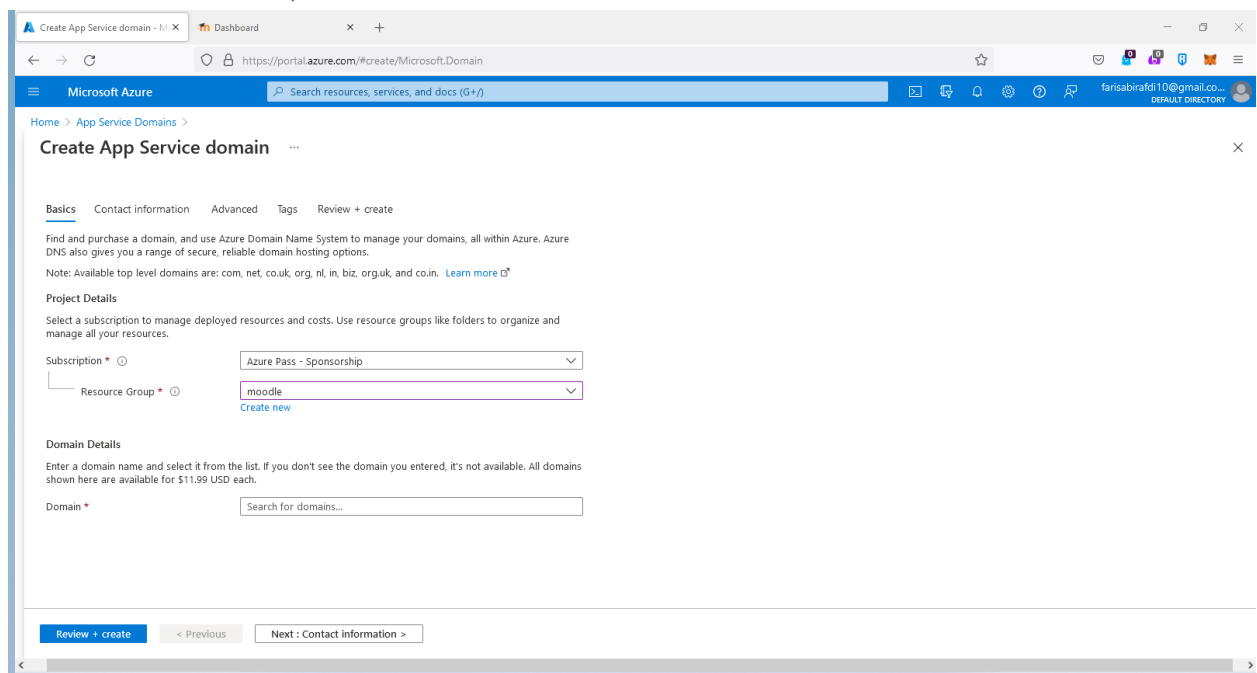 Create App Service domain - Mi
Dashboard
https://portal.azure.com/#create/Microsoft.Domain
0
0
Microsoft Azure
Search resources, services, and docs (G+/)
farisabirafdi10@gmail.co...
DEFAULT DIRECTORY
Home > App Service Domains >
Create App Service domain ...
Basics Contact information Advanced Tags Review + create
Find and purchase a domain, and use Azure Domain Name System to manage your domains, all within Azure. Azure
DNS also gives you a range of secure, reliable domain hosting options.
Note: Available top level domains are: com, net, co.uk, org, nl, in, biz, org.uk, and co.in. Learn more
Project Details
Select a subscription to manage deployed resources and costs. Use resource groups like folders to organize and
manage all your resources.
Subscription * Azure Pass - Sponsorship
Resource Group * moodle
Create new
Domain Details
Enter a domain name and select it from the list. If you don't see the domain you entered, it's not available. All domains
shown here are available for $11.99 USD each.
Domain * Search for domains...
Review + create < Previous Next : Contact information >